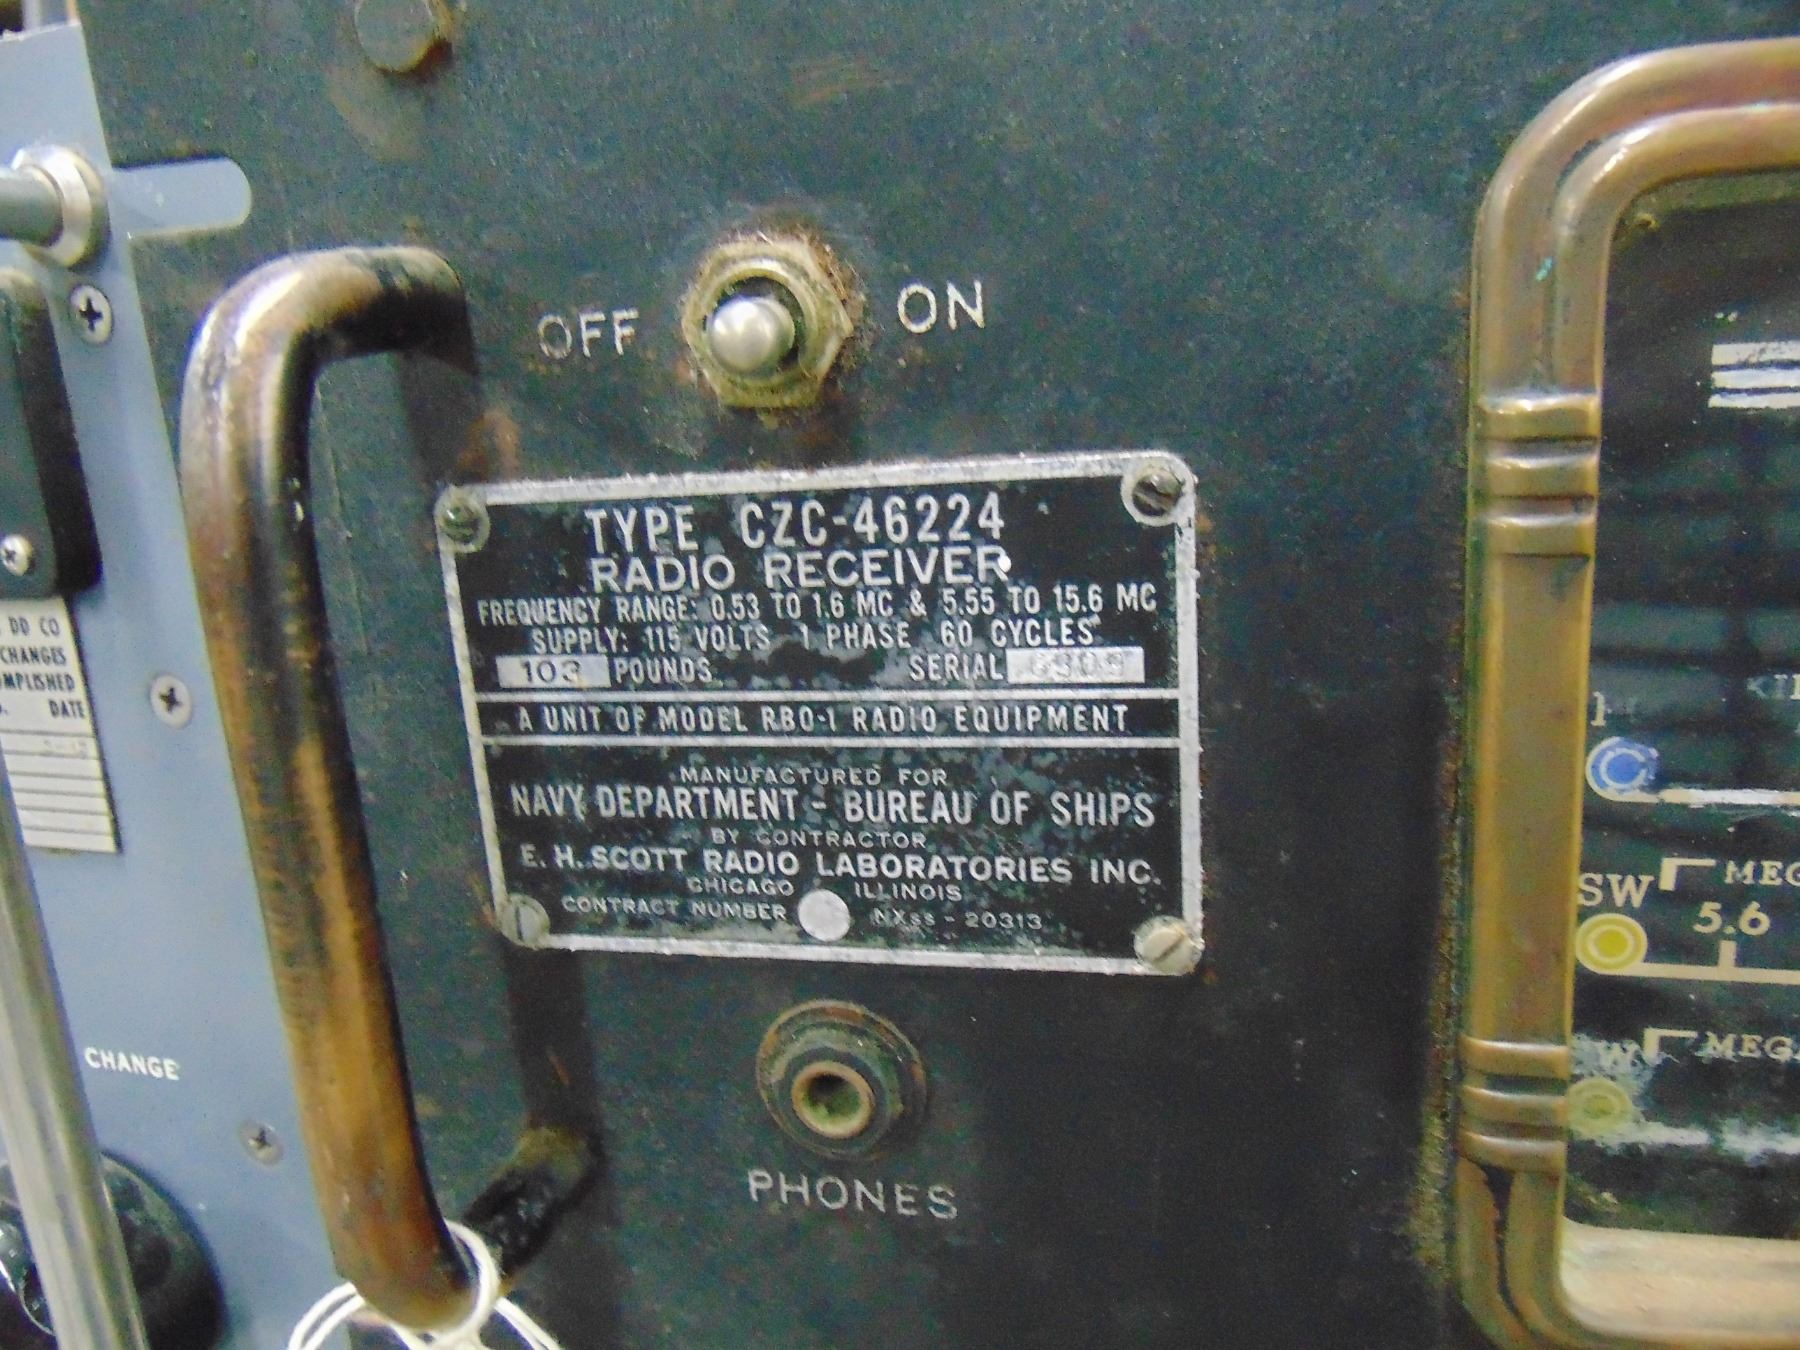 OFF ON
TYPE CZC-46224
RADIO RECEIVER
FREQUENCY RANGE: 0.53 TO 1.6 MC & 5.55 TO 15.6 MC
SUPPLY: 115 VOLTS 1 PHASE 60 CYCLES
103 POUNDS SERIAL
A UNIT OF MODEL RBO-1 RADIO EQUIPMENT
MANUFACTURED FOR
NAVY DEPARTMENT - BUREAU OF SHIPS
BY CONTRACTOR
E. H. SCOTT RADIO LABORATORIES INC.
CHICAGO ILLINOIS
CONTRACT NUMBER NXss - 20313
PHONES
DD CO
CHANGES
DATE
CHANGE
SW
5.6